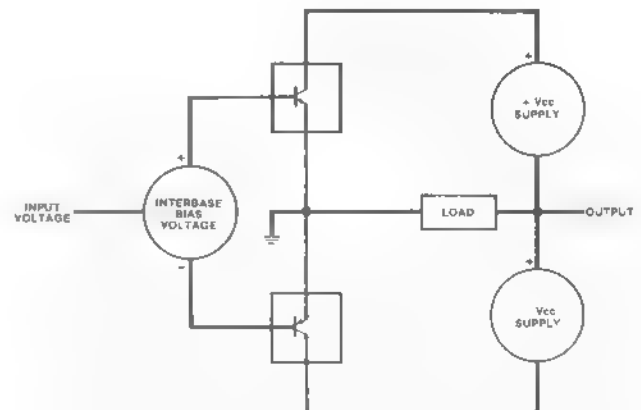 +
+ Vcc
SUPPLY
+
INTERBASE
BIAS
VOLTAGE
-
INPUT
VOLTAGE
LOAD
OUTPUT
+
Vcc
SUPPLY